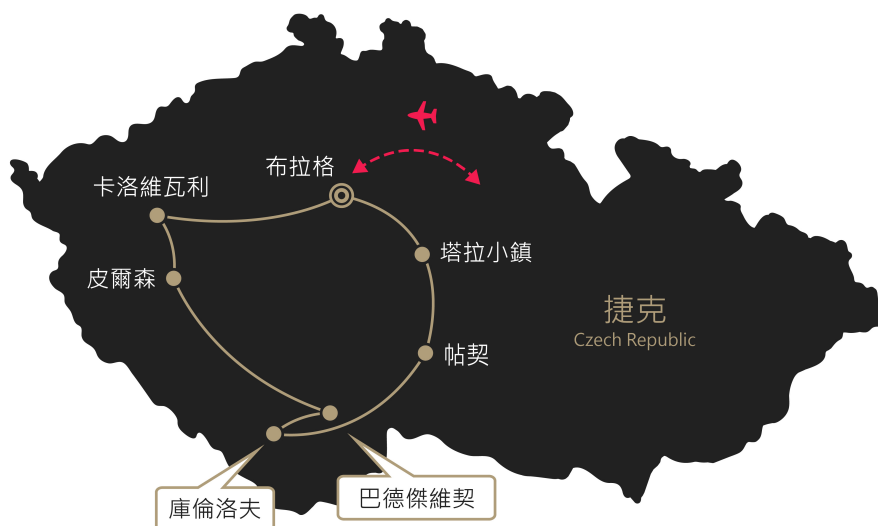 布拉格
卡洛維瓦利
塔拉小鎮
皮爾森
捷克
Czech Republic
帖契
巴德傑維契
庫倫洛夫